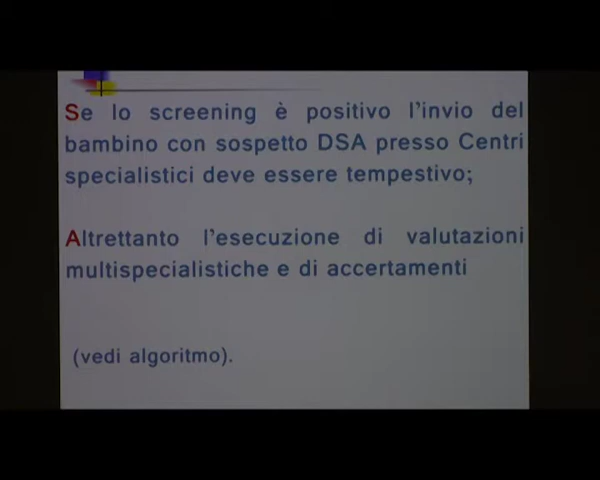 Se lo screening è positivo l'invio del
bambino con sospetto DSA presso Centri
specialistici deve essere tempestivo;
Altrettanto l'esecuzione di valutazioni
multispecialistiche e di accertamenti
(vedi algoritmo).